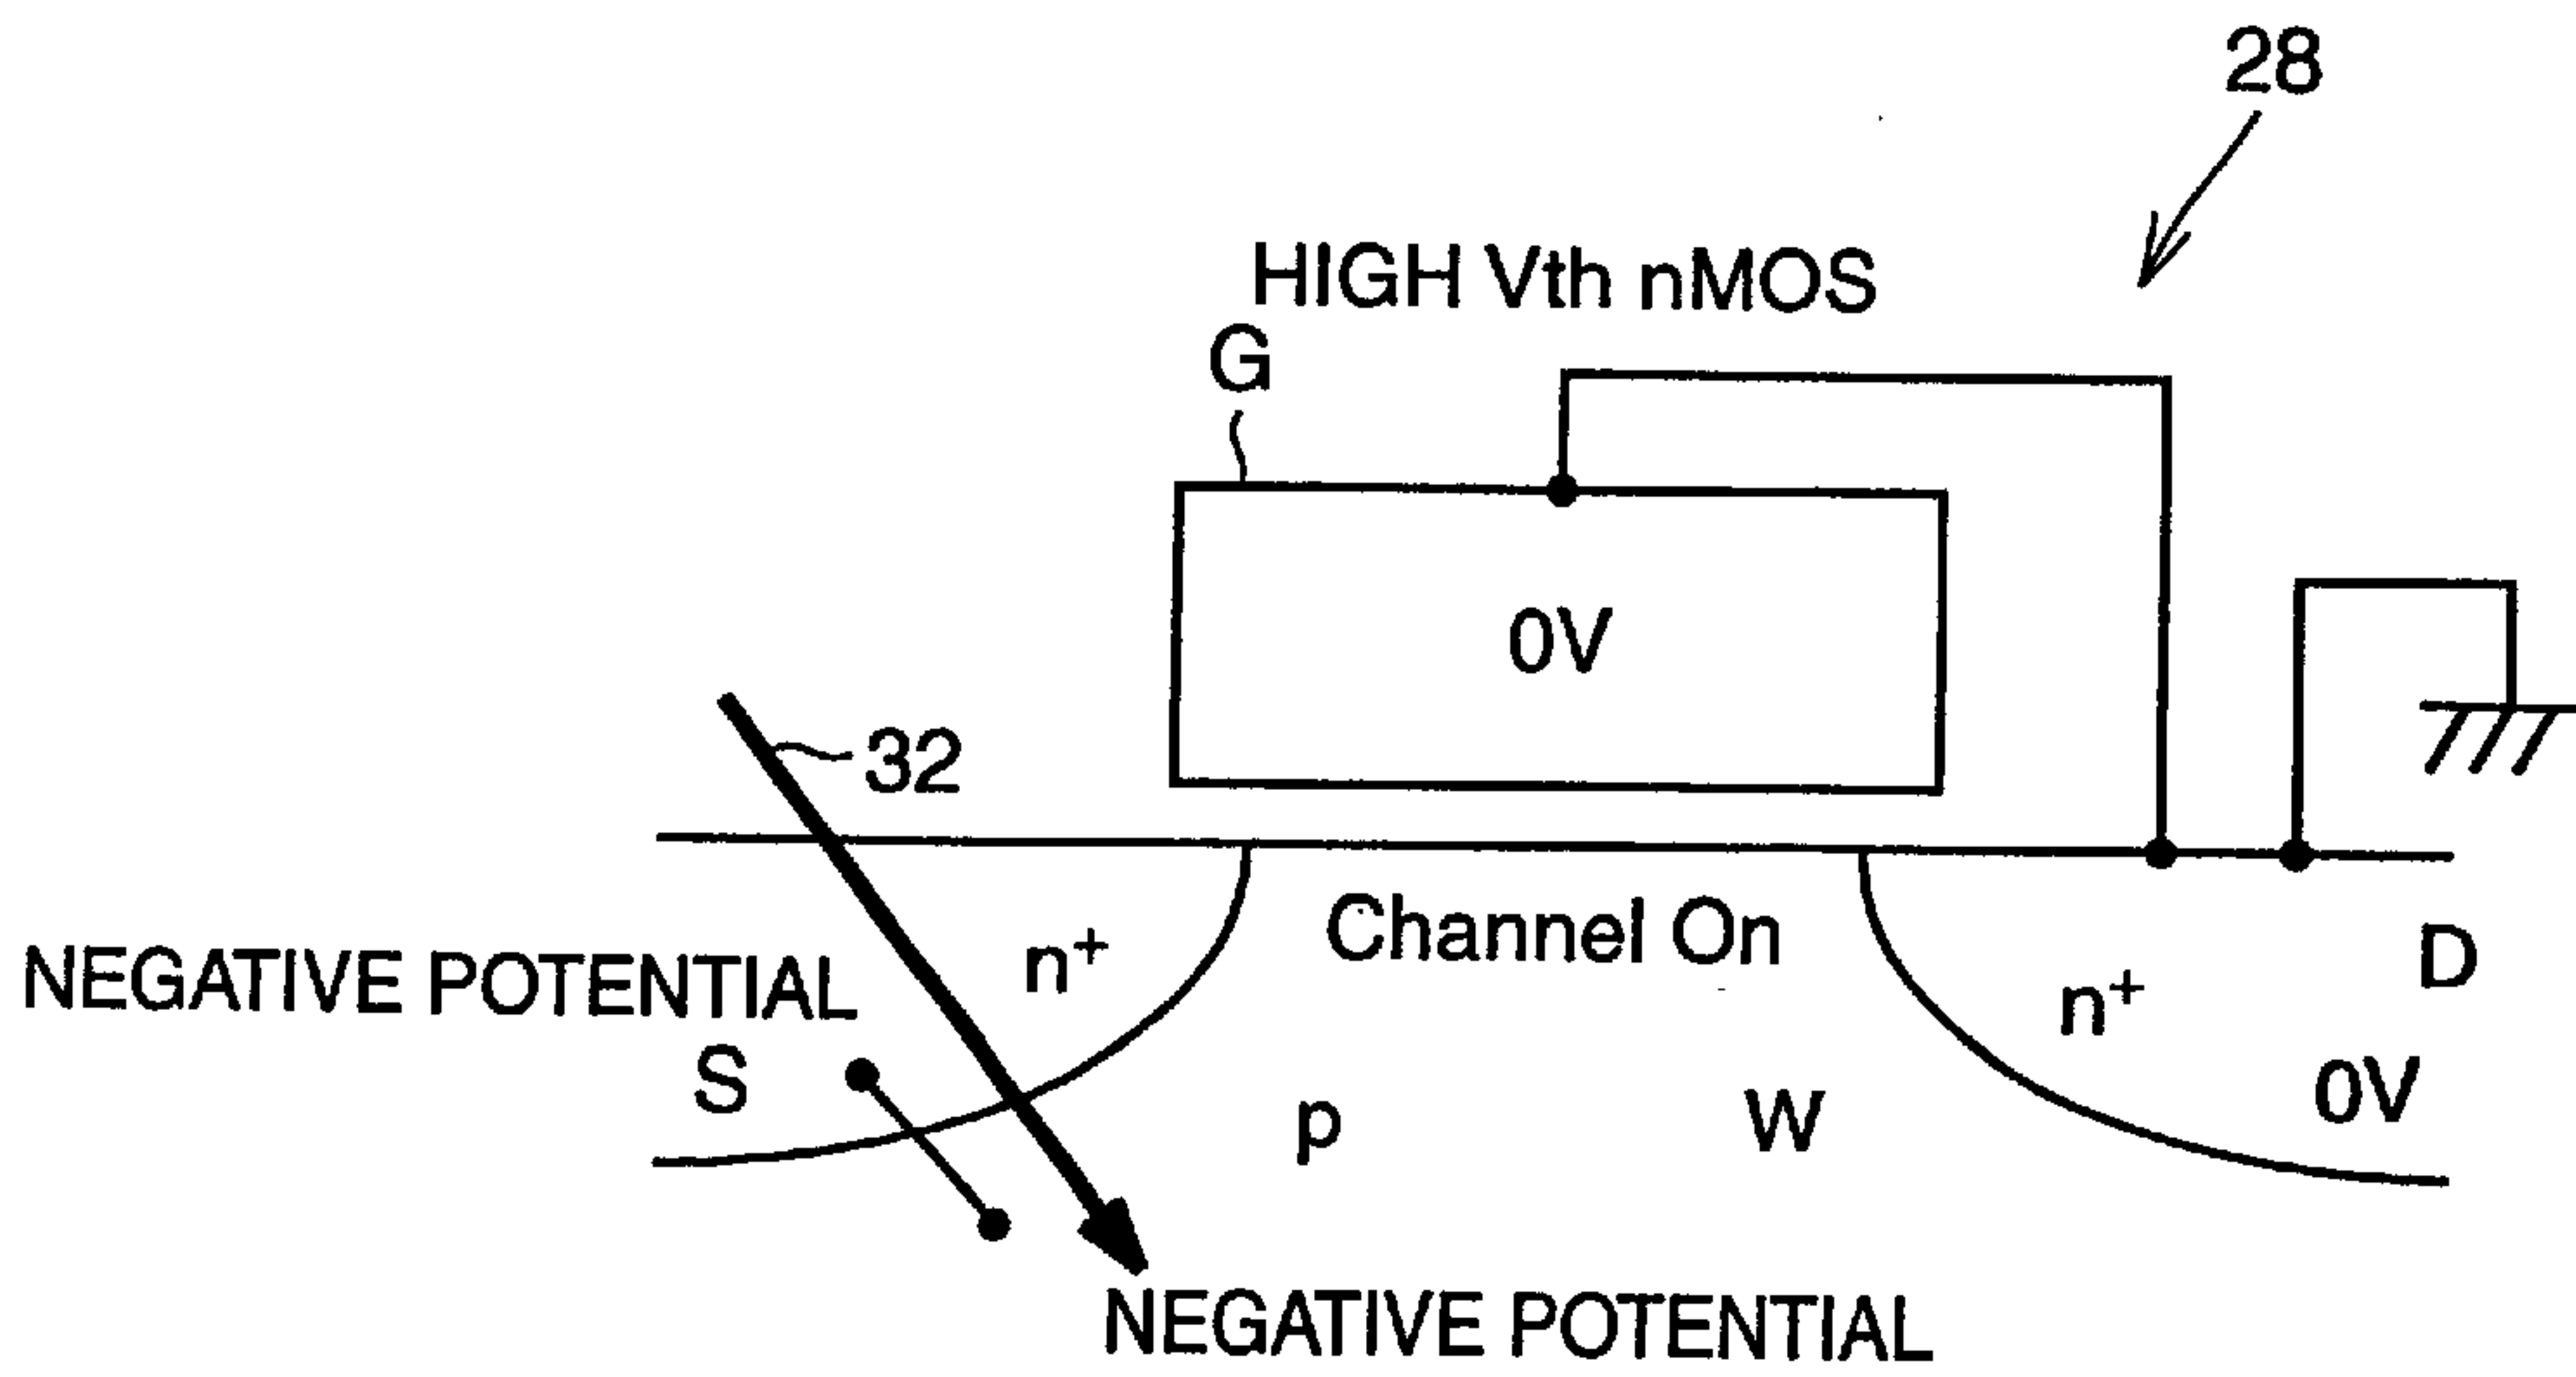 28
HIGH Vth nMOS
G
0V
32
n+
Channel On
D
NEGATIVE POTENTIAL
n+
S
p
W
0V
NEGATIVE POTENTIAL